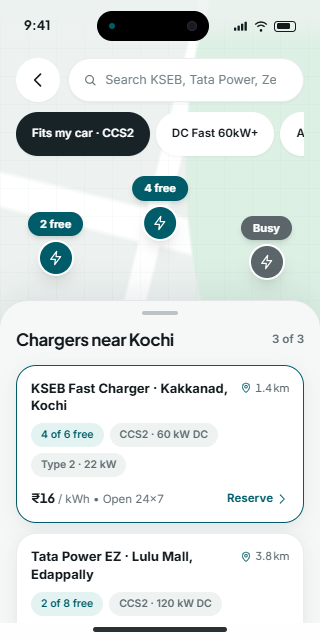 9:41
Search KSEB, Tata Power, Ze
Fits my car · CCS2
DC Fast 60kW+
A
4 free
2 free
Busy
Chargers near Kochi
3 of 3
KSEB Fast Charger · Kakkanad,
Kochi
1.4 km
4 of 6 free
CCS2 · 60 kW DC
Type 2 · 22 kW
₹16 / kWh • Open 24×7
Reserve
Tata Power EZ · Lulu Mall,
Edappally
3.8 km
2 of 8 free
CCS2 · 120 kW DC